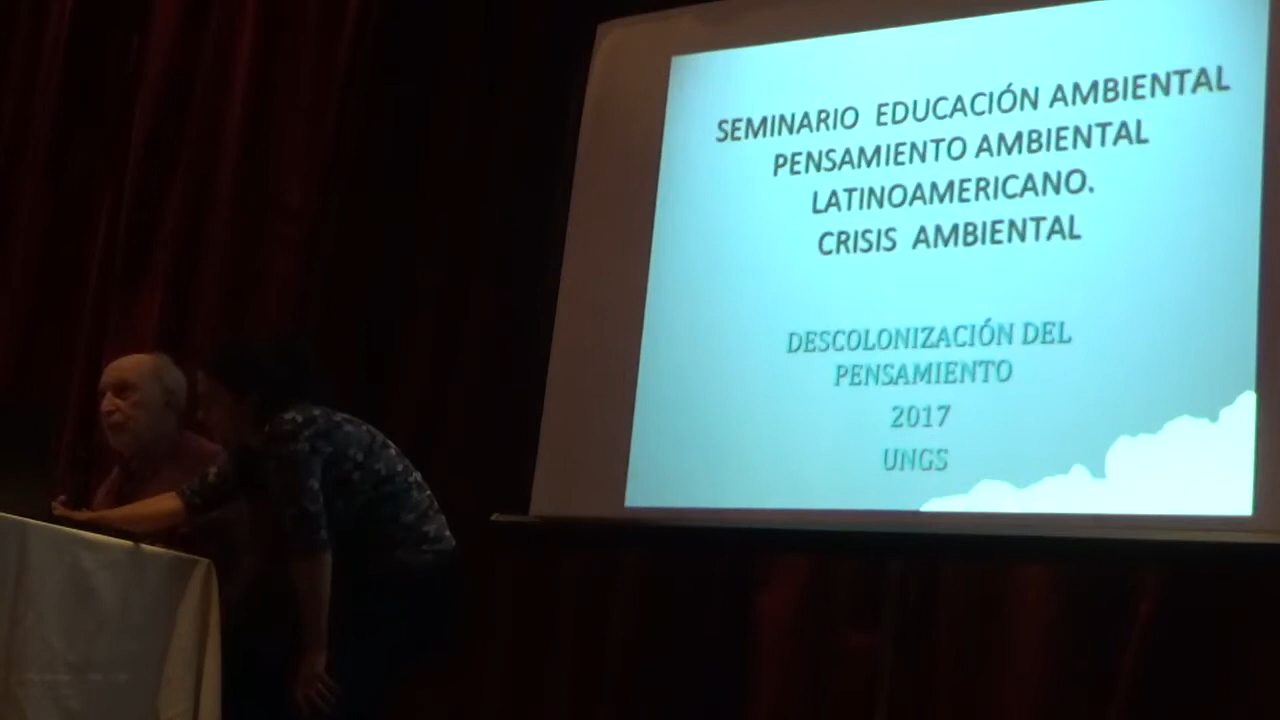 SEMINARIO EDUCACIÓN AMBIENTAL
PENSAMIENTO AMBIENTAL
LATINOAMERICANO.
CRISIS AMBIENTAL
DESCOLONIZACIÓN DEL
PENSAMIENTO
2017
UNGS